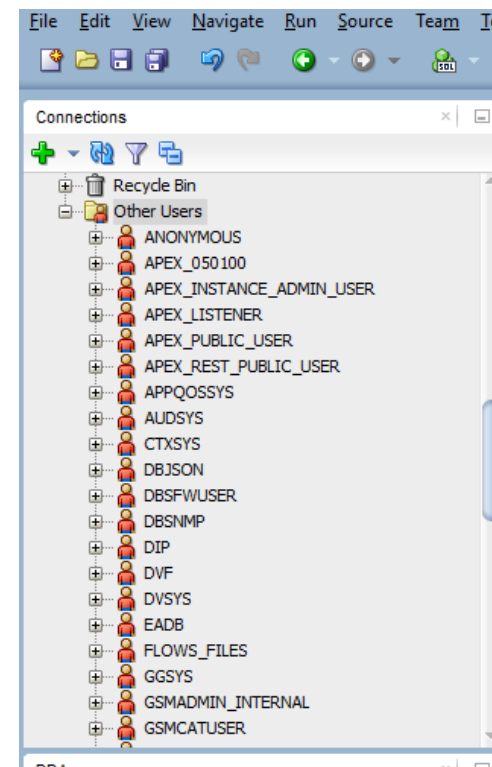 File Edit View Navigate Run Source Team
SQL
Connections
Recycle Bin
Other Users
ANONYMOUS
APEX_050100
APEX_INSTANCE_ADMIN_USER
APEX_LISTENER
APEX_PUBLIC_USER
APEX_REST_PUBLIC_USER
APPQOSSYS
AUDSYS
CTXSYS
DBJSON
DBSFWUSER
DBSNMP
DIP
DVF
DVSYS
EADB
FLOWS_FILES
GGSYS
GSMADMIN_INTERNAL
GSMCATUSER